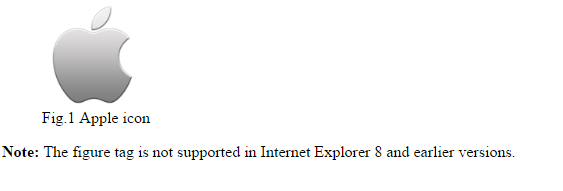 Fig.1 Apple icon
Note: The figure tag is not supported in Internet Explorer 8 and earlier versions.